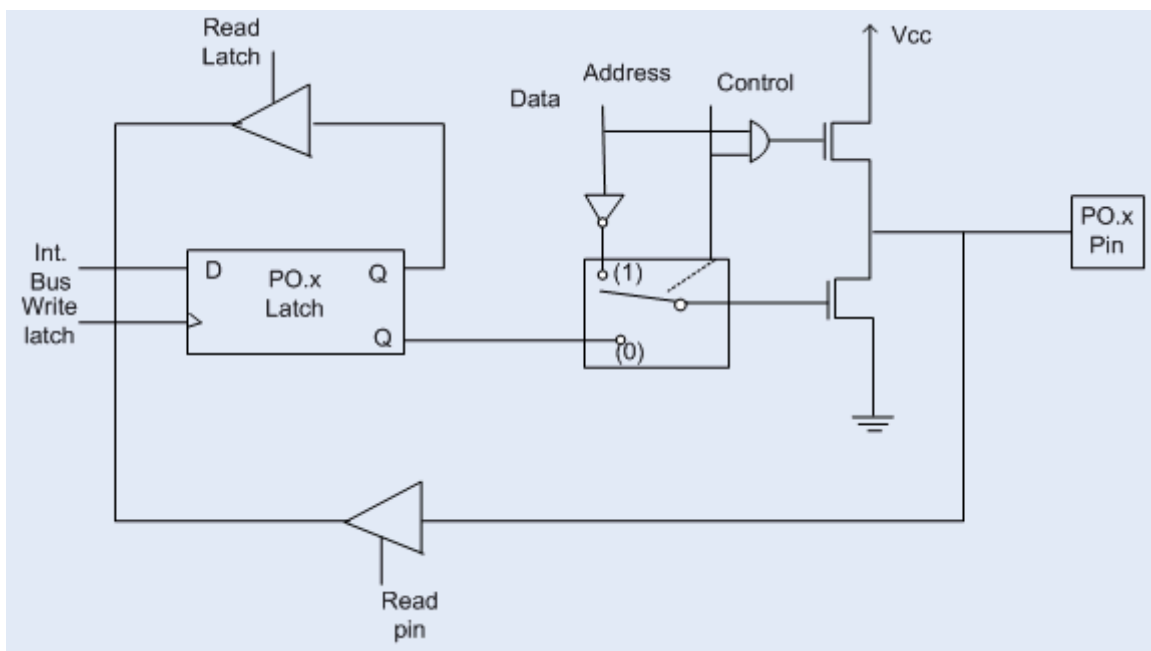 Read
Latch
Vcc
Address
Data
Control
PO.x
Pin
Int.
Bus
Write
latch
D
PO.x
Latch
Q
Q
(1)
(0)
Read
pin